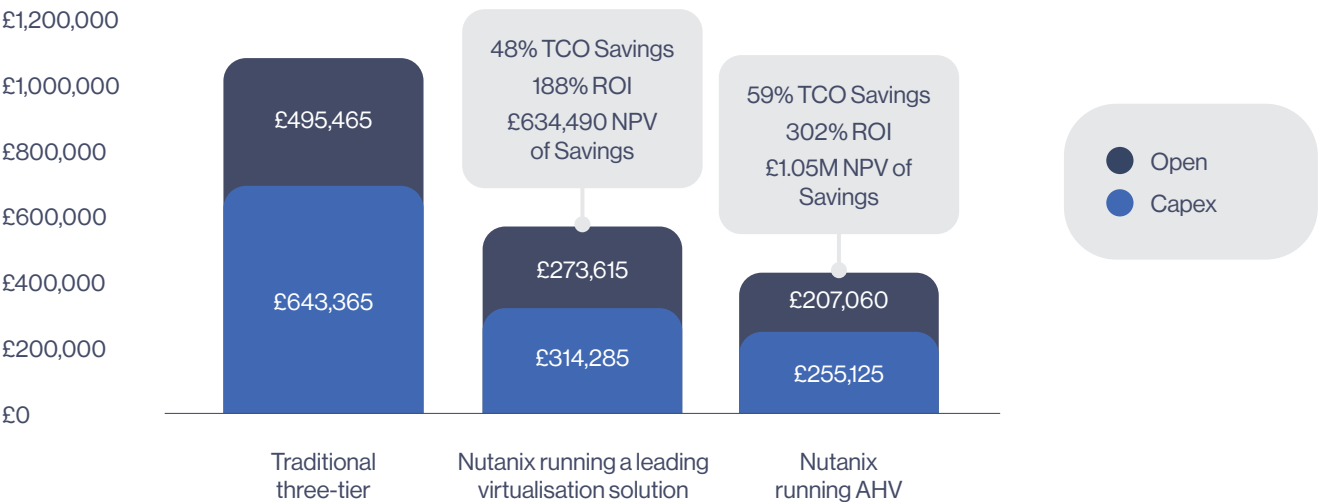 £1,200,000
£1,0000,000
£800,000
£600,000
£400,000
£200,000
£0
£495,465
£643,365
48% TCO Savings
188% ROI
£634,490 NPV
of Savings
£273,615
£314,285
59% TCO Savings
302% ROI
£1.05M NPV of
Savings
£207,060
£255,125
Open
Capex
Traditional
three-tier
Nutanix running a leading
virtualisation solution
Nutanix
running AHV